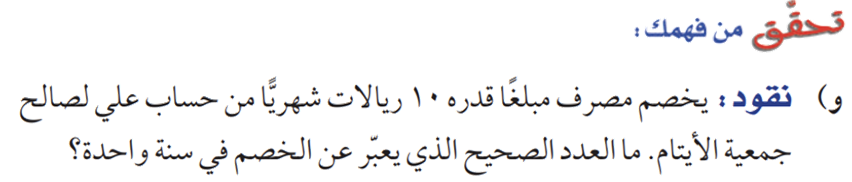 تحقّق من فهمك :
و) نقود : يخصم مصرف مبلغًا قدره ١٠ ريالات شهريًّا من حساب علي لصالح
جمعية الأيتام. ما العدد الصحيح الذي يعبّر عن الخصم في سنة واحدة؟